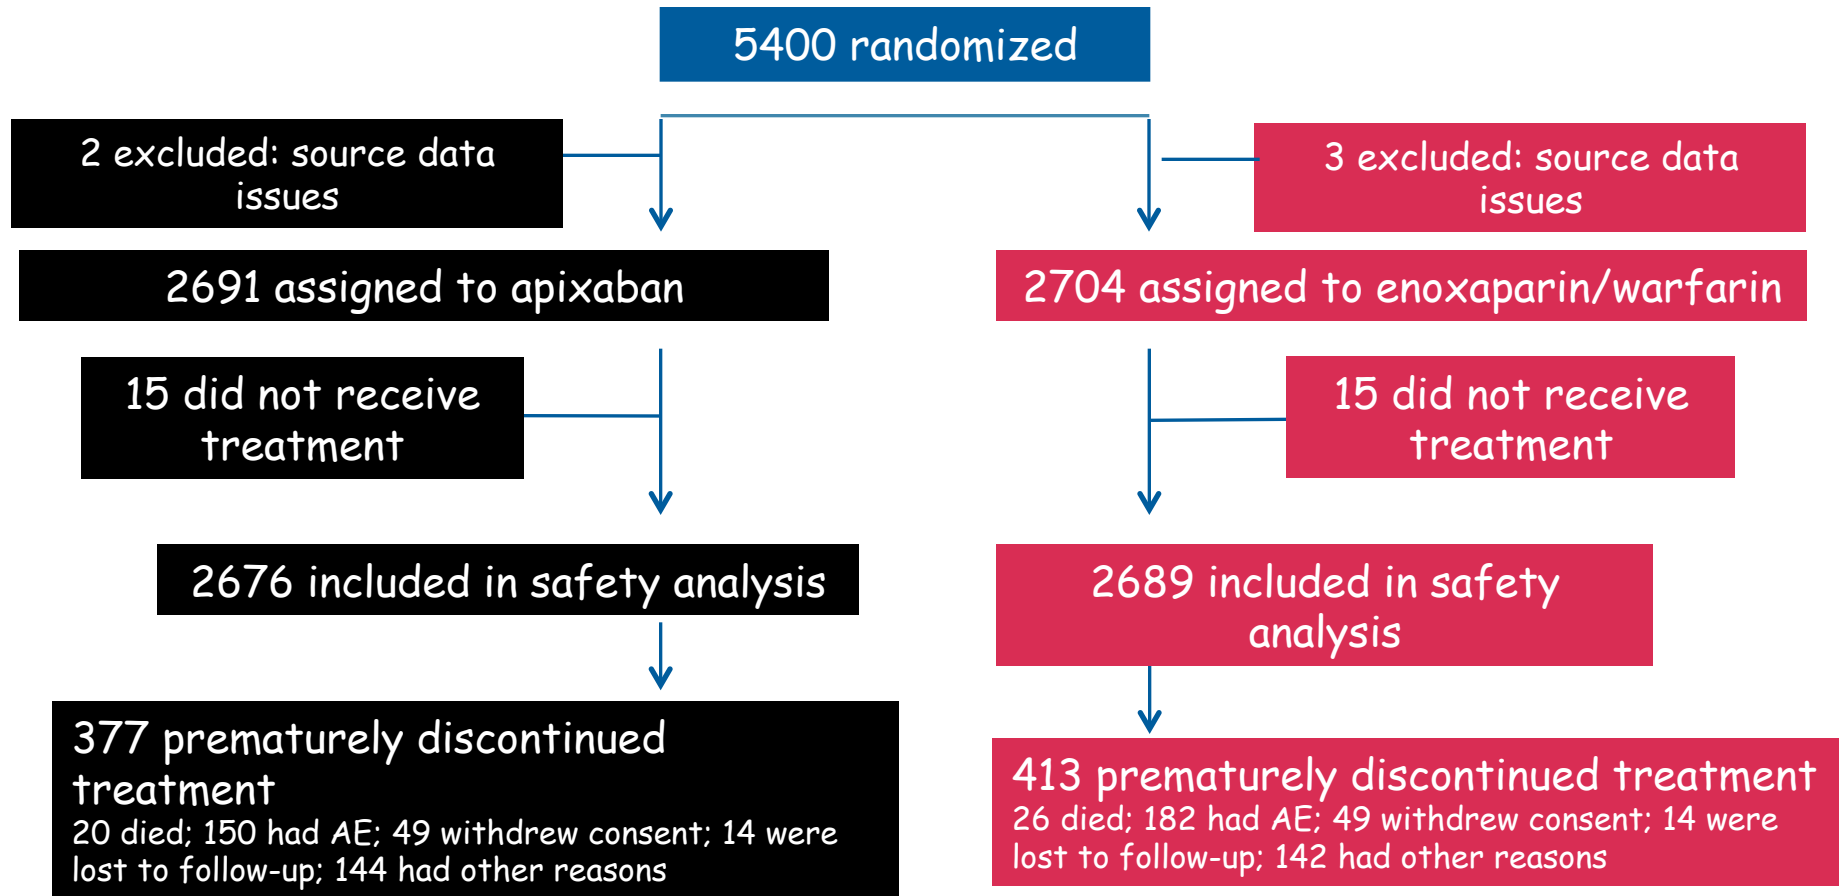 5400 randomized
2 excluded: source data
issues
3 excluded: source data
issues
2691 assigned to apixaban
2704 assigned to enoxaparin/warfarin
15 did not receive
treatment
15 did not receive
treatment
2676 included in safety analysis
2689 included in safety
analysis
377 prematurely discontinued
treatment
20 died; 150 had AE; 49 withdrew consent; 14 were
lost to follow-up; 144 had other reasons
413 prematurely discontinued treatment
26 died; 182 had AE; 49 withdrew consent; 14 were
lost to follow-up; 142 had other reasons